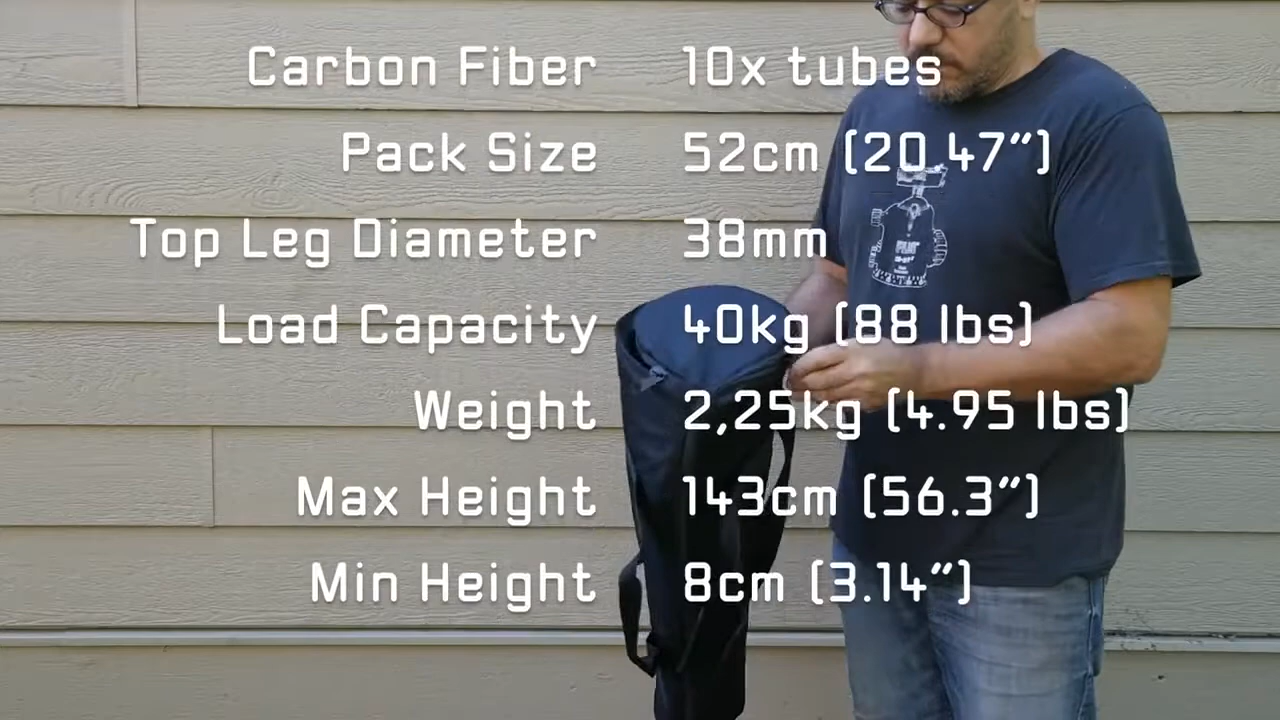 Carbon Fiber 10x tubes
Pack Size 52cm (20.47”)
Top Leg Diameter 38mm
Load Capacity 40kg (88 lbs)
Weight 2,25kg (4.95 lbs)
Max Height 143cm (56.3”)
Min Height 8cm (3.14”)